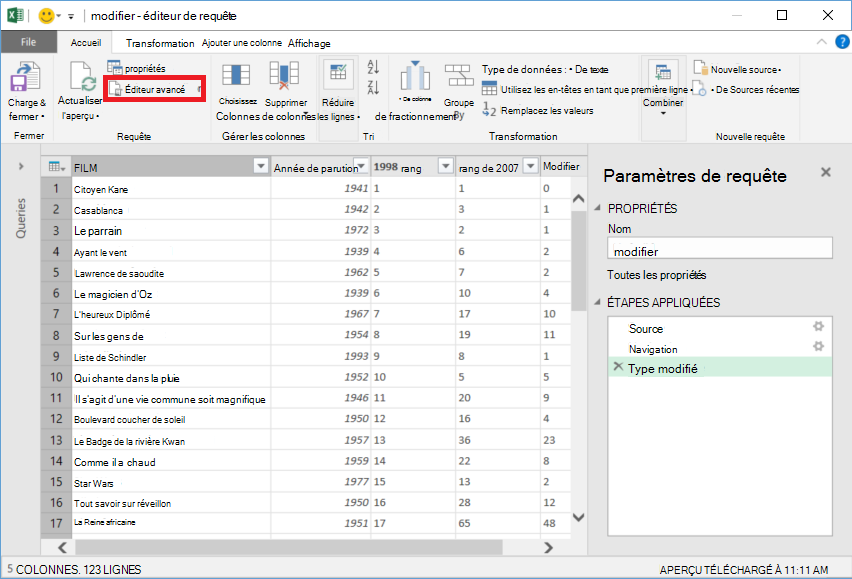 modifier - éditeur de requête
File Accueil Transformation Ajouter une colonne Affichage
Charge & fermer
Fermer
Actualiser l'aperçu
propriétés
Éditeur avancé
Requête
Choisissez Colonnes
Supprimer de colonnes
Gérer les colonnes
Réduire les lignes
Tri
De colonne
de fractionnement
Groupe By
Type de données : • De texte
Utilisez les en-têtes en tant que première ligne
Remplacez les valeurs
Transformation
Combiner
Nouvelle source
• De Sources récentes
Nouvelle requête
Queries
FILM Année de parution 1998 rang rang de 2007 Modifier
1 Citoyen Kare 1941 1 1 0
2 Casablanca 1942 2 3 1
3 Le parrain 1972 3 2 1
4 Ayant le vent 1939 4 6 2
5 Lawrence de saoudite 1962 5 7 2
6 Le magicien d'Oz 1939 6 10 4
7 L'heureux Diplômé 1967 7 17 10
8 Sur les gens de 1954 8 19 11
9 Liste de Schindler 1993 9 8 1
10 Qui chante dans la pluie 1952 10 5 5
11 Il s'agit d'une vie commune soit magnifique 1946 11 20 9
12 Boulevard coucher de soleil 1950 12 16 4
13 Le Badge de la rivière Kwan 1957 13 36 23
14 Comme il a chaud 1959 14 22 8
15 Star Wars 1977 15 13 2
16 Tout savoir sur réveillon 1950 16 28 12
17 La Reine africaine 1951 17 65 48
Paramètres de requête
PROPRIÉTÉS
Nom
modifier
Toutes les propriétés
ÉTAPES APPLIQUÉES
Source
Navigation
Type modifié
5 COLONNES. 123 LIGNES
APERÇU TÉLÉCHARGÉ À 11:11 AM